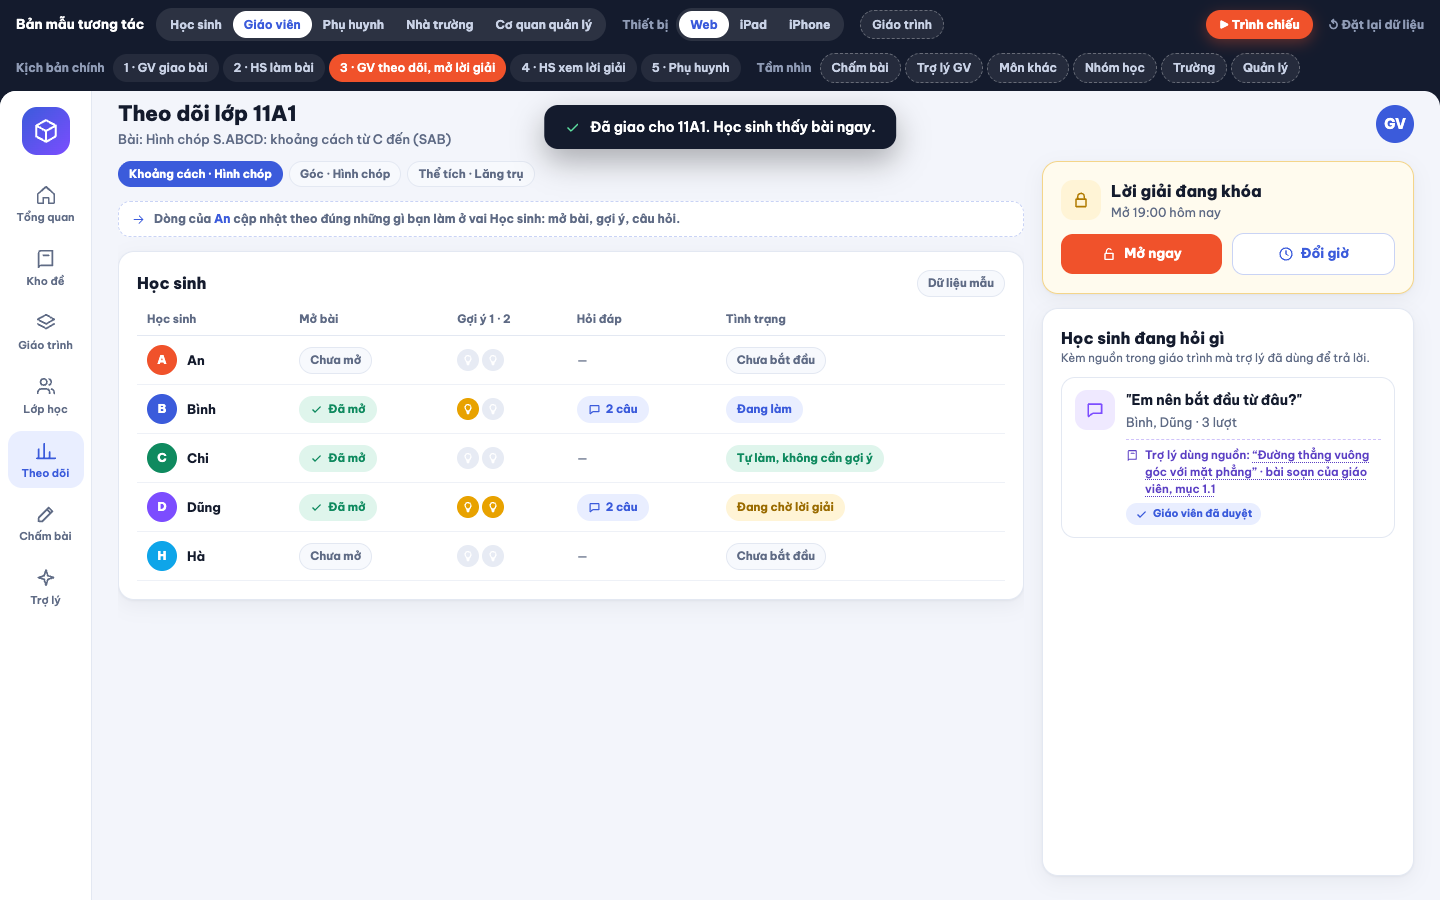 Bản mẫu tương tác
Học sinh
Giáo viên
Phụ huynh
Nhà trường
Cơ quan quản lý
Thiết bị
Web
iPad
iPhone
Giáo trình
Trình chiếu
Đặt lại dữ liệu
Kịch bản chính
1 · GV giao bài
2 · HS làm bài
3 · GV theo dõi, mở lời giải
4 · HS xem lời giải
5 · Phụ huynh
Tầm nhìn
Chấm bài
Trợ lý GV
Môn khác
Nhóm học
Trường
Quản lý
Tổng quan
Kho đề
Giáo trình
Lớp học
Theo dõi
Chấm bài
Trợ lý
Theo dõi lớp 11A1
Bài: Hình chóp S.ABCD: khoảng cách từ C đến (SAB)
Đã giao cho 11A1. Học sinh thấy bài ngay.
GV
Khoảng cách · Hình chóp
Góc · Hình chóp
Thể tích · Lăng trụ
Dòng của An cập nhật theo đúng những gì bạn làm ở vai Học sinh: mở bài, gợi ý, câu hỏi.
Học sinh
Dữ liệu mẫu
Học sinh Mở bài Gợi ý 1 · 2 Hỏi đáp Tình trạng
A An Chưa mở – Chưa bắt đầu
B Bình Đã mở 2 câu Đang làm
C Chi Đã mở – Tự làm, không cần gợi ý
D Dũng Đã mở 2 câu Đang chờ lời giải
H Hà Chưa mở – Chưa bắt đầu
Lời giải đang khóa
Mở 19:00 hôm nay
Mở ngay
Đổi giờ
Học sinh đang hỏi gì
Kèm nguồn trong giáo trình mà trợ lý đã dùng để trả lời.
"Em nên bắt đầu từ đâu?"
Bình, Dũng · 3 lượt
Trợ lý dùng nguồn: “Đường thẳng vuông
góc với mặt phẳng” · bài soạn của giáo
viên, mục 1.1
Giáo viên đã duyệt